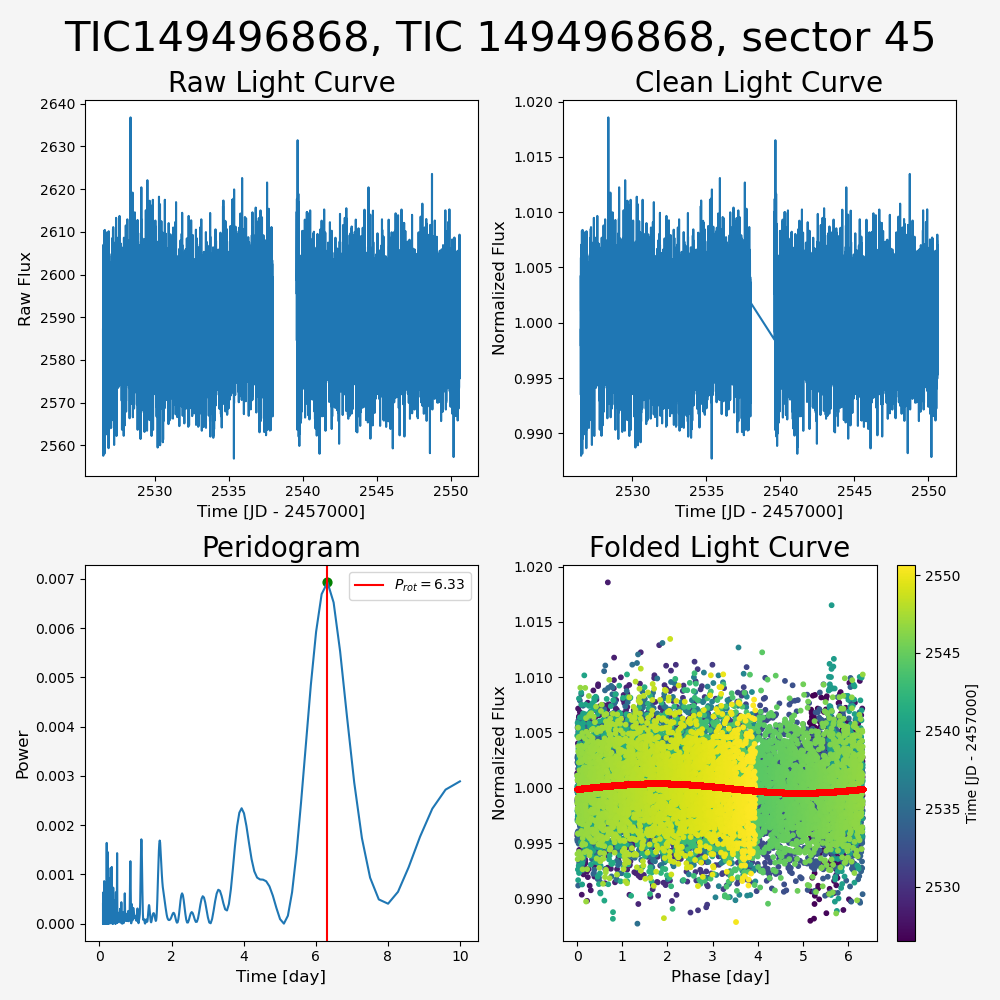 TIC149496868, TIC 149496868, sector 45
Raw Light Curve
2640
2630
2620
2610
2600
2590
2580
2570
2560
Raw Flux
2530 2535 2540 2545 2550
Time [JD - 2457000]
Clean Light Curve
1.020
1.015
1.010
1.005
1.000
0.995
0.990
Normalized Flux
2530 2535 2540 2545 2550
Time [JD - 2457000]
Peridogram
0.007
0.006
0.005
0.004
0.003
0.002
0.001
0.000
Power
P_rot = 6.33
0 2 4 6 8 10
Time [day]
Folded Light Curve
1.020
1.015
1.010
1.005
1.000
0.995
0.990
Normalized Flux
0 1 2 3 4 5 6
Phase [day]
2550
2545
2540
2535
2530
Time [JD - 2457000]